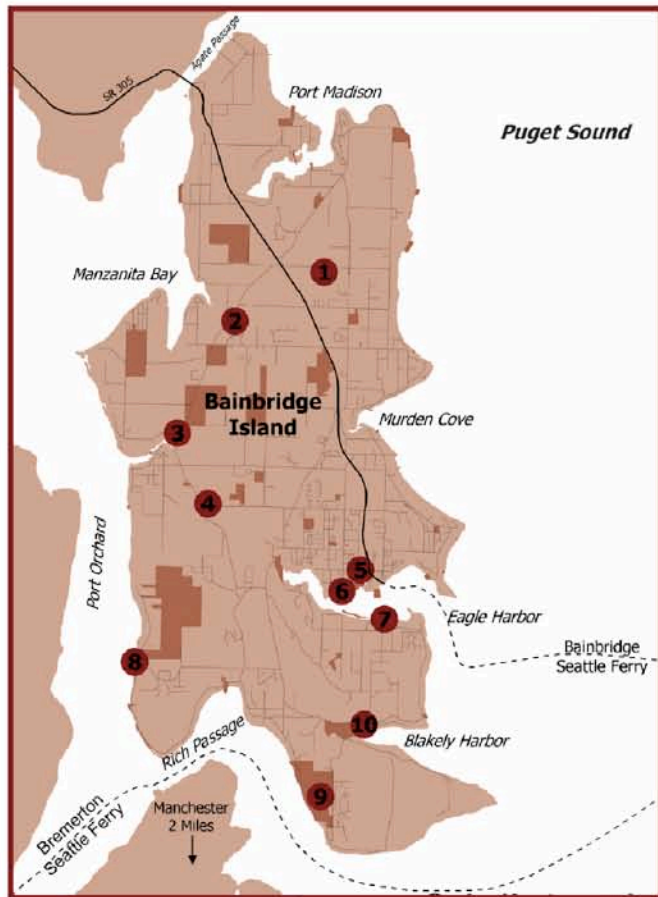 Agate Passage
SR 305
Port Madison
Puget Sound
1
Manzanita Bay
2
Bainbridge
Island
Murden Cove
3
4
Port Orchard
5
6
7
Eagle Harbor
Bainbridge
Seattle Ferry
8
10
Blakely Harbor
Rich Passage
9
Manchester
2 Miles
Bremerton
Seattle Ferry